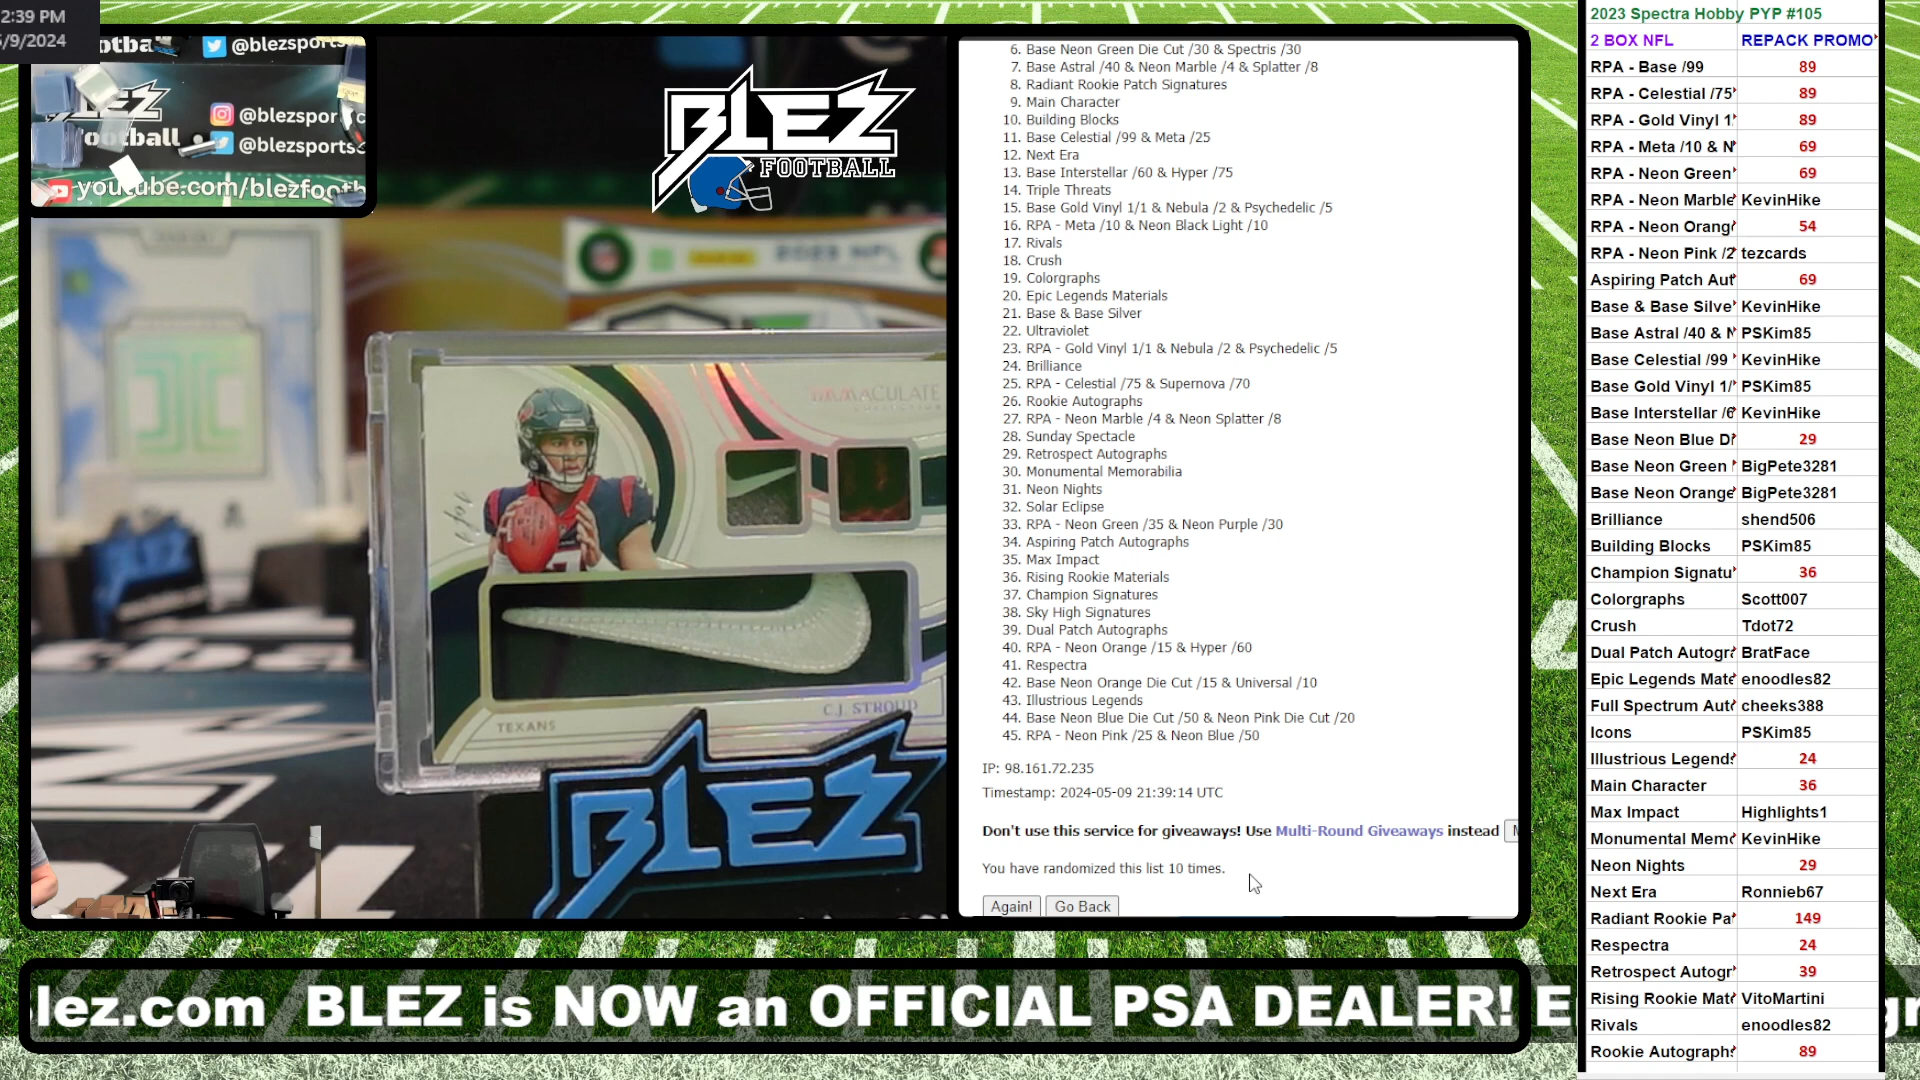 2:39 PM
/9/2024
@blezsports
BLEZ
ootball
@blezspor
@blezsports
youtube.com/blezfootb
BLEZ
FOOTBALL
PANINI
2023 NFL
IMMACULATE
COLLECTION
1 of 1
TEXANS
C.J. STROUD
BLEZ
6. Base Neon Green Die Cut /30 & Spectris /30
7. Base Astral /40 & Neon Marble /4 & Splatter /8
8. Radiant Rookie Patch Signatures
9. Main Character
10. Building Blocks
11. Base Celestial /99 & Meta /25
12. Next Era
13. Base Interstellar /60 & Hyper /75
14. Triple Threats
15. Base Gold Vinyl 1/1 & Nebula /2 & Psychedelic /5
16. RPA - Meta /10 & Neon Black Light /10
17. Rivals
18. Crush
19. Colorgraphs
20. Epic Legends Materials
21. Base & Base Silver
22. Ultraviolet
23. RPA - Gold Vinyl 1/1 & Nebula /2 & Psychedelic /5
24. Brilliance
25. RPA - Celestial /75 & Supernova /70
26. Rookie Autographs
27. RPA - Neon Marble /4 & Neon Splatter /8
28. Sunday Spectacle
29. Retrospect Autographs
30. Monumental Memorabilia
31. Neon Nights
32. Solar Eclipse
33. RPA - Neon Green /35 & Neon Purple /30
34. Aspiring Patch Autographs
35. Max Impact
36. Rising Rookie Materials
37. Champion Signatures
38. Sky High Signatures
39. Dual Patch Autographs
40. RPA - Neon Orange /15 & Hyper /60
41. Respectra
42. Base Neon Orange Die Cut /15 & Universal /10
43. Illustrious Legends
44. Base Neon Blue Die Cut /50 & Neon Pink Die Cut /20
45. RPA - Neon Pink /25 & Neon Blue /50
IP: 98.161.72.235
Timestamp: 2024-05-09 21:39:14 UTC
Don't use this service for giveaways! Use Multi-Round Giveaways instead
You have randomized this list 10 times.
Again! Go Back
2023 Spectra Hobby PYP #105
2 BOX NFL REPACK PROMO
RPA - Base /99 89
RPA - Celestial /75 89
RPA - Gold Vinyl 1 89
RPA - Meta /10 & N 69
RPA - Neon Green 69
RPA - Neon Marble KevinHike
RPA - Neon Orang 54
RPA - Neon Pink /2 tezcards
Aspiring Patch Aut 69
Base & Base Silve KevinHike
Base Astral /40 & N PSKim85
Base Celestial /99 KevinHike
Base Gold Vinyl 1/ PSKim85
Base Interstellar /6 KevinHike
Base Neon Blue Di 29
Base Neon Green BigPete3281
Base Neon Orange BigPete3281
Brilliance shend506
Building Blocks PSKim85
Champion Signatu 36
Colorgraphs Scott007
Crush Tdot72
Dual Patch Autogr BratFace
Epic Legends Mate enoodles82
Full Spectrum Aut cheeks388
Icons PSKim85
Illustrious Legend 24
Main Character 36
Max Impact Highlights1
Monumental Mem KevinHike
Neon Nights 29
Next Era Ronnieb67
Radiant Rookie Pa 149
Respectra 24
Retrospect Autogr 39
Rising Rookie Mat VitoMartini
Rivals enoodles82
Rookie Autograph 89
lez.com BLEZ is NOW an OFFICIAL PSA DEALER! E